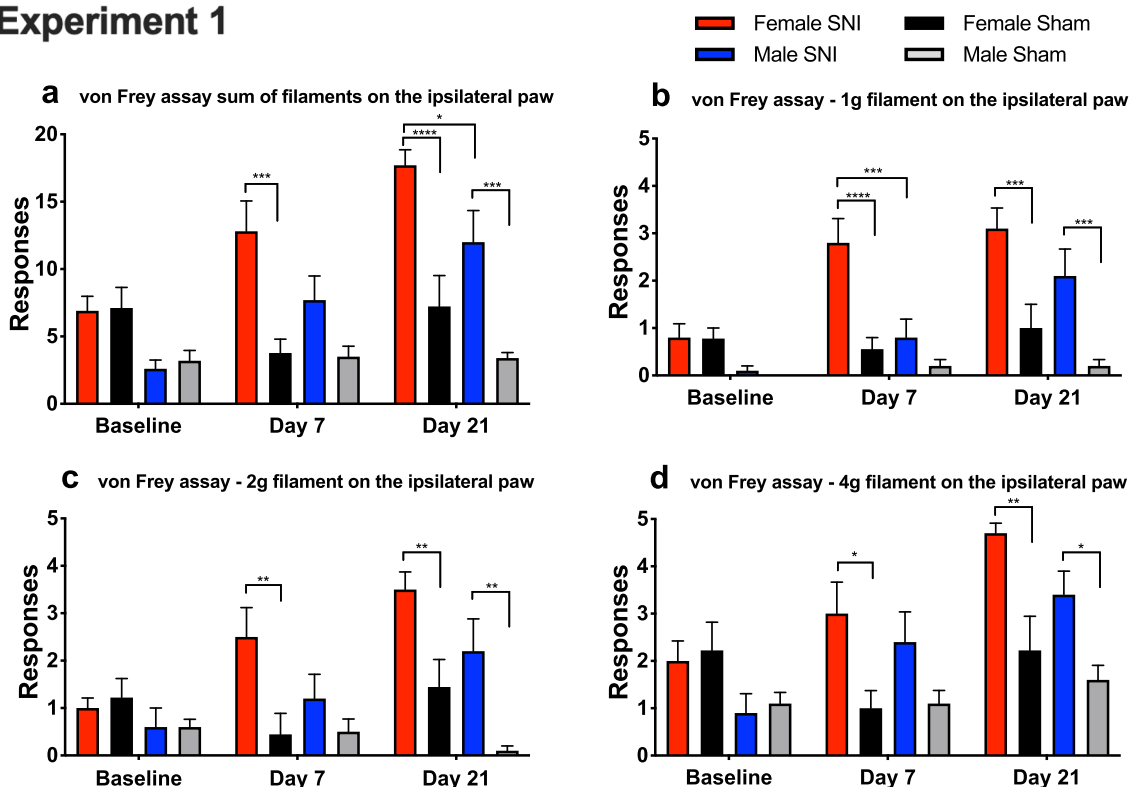 Experiment 1
Female SNI
Female Sham
Male SNI
Male Sham
a von Frey assay sum of filaments on the ipsilateral paw
Responses
20
15
10
5
0
***
*
****
***
Baseline
Day 7
Day 21
b von Frey assay - 1g filament on the ipsilateral paw
Responses
5
4
3
2
1
0
***
****
***
***
Baseline
Day 7
Day 21
c von Frey assay - 2g filament on the ipsilateral paw
Responses
5
4
3
2
1
0
**
**
**
Baseline
Day 7
Day 21
d von Frey assay - 4g filament on the ipsilateral paw
Responses
5
4
3
2
1
0
*
**
*
Baseline
Day 7
Day 21